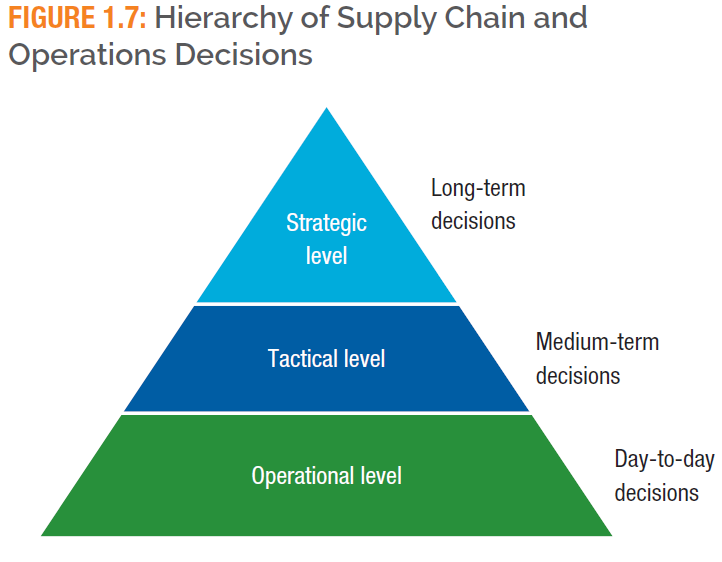 FIGURE 1.7: Hierarchy of Supply Chain and
Operations Decisions
Strategic
level
Long-term
decisions
Tactical level
Medium-term
decisions
Operational level
Day-to-day
decisions